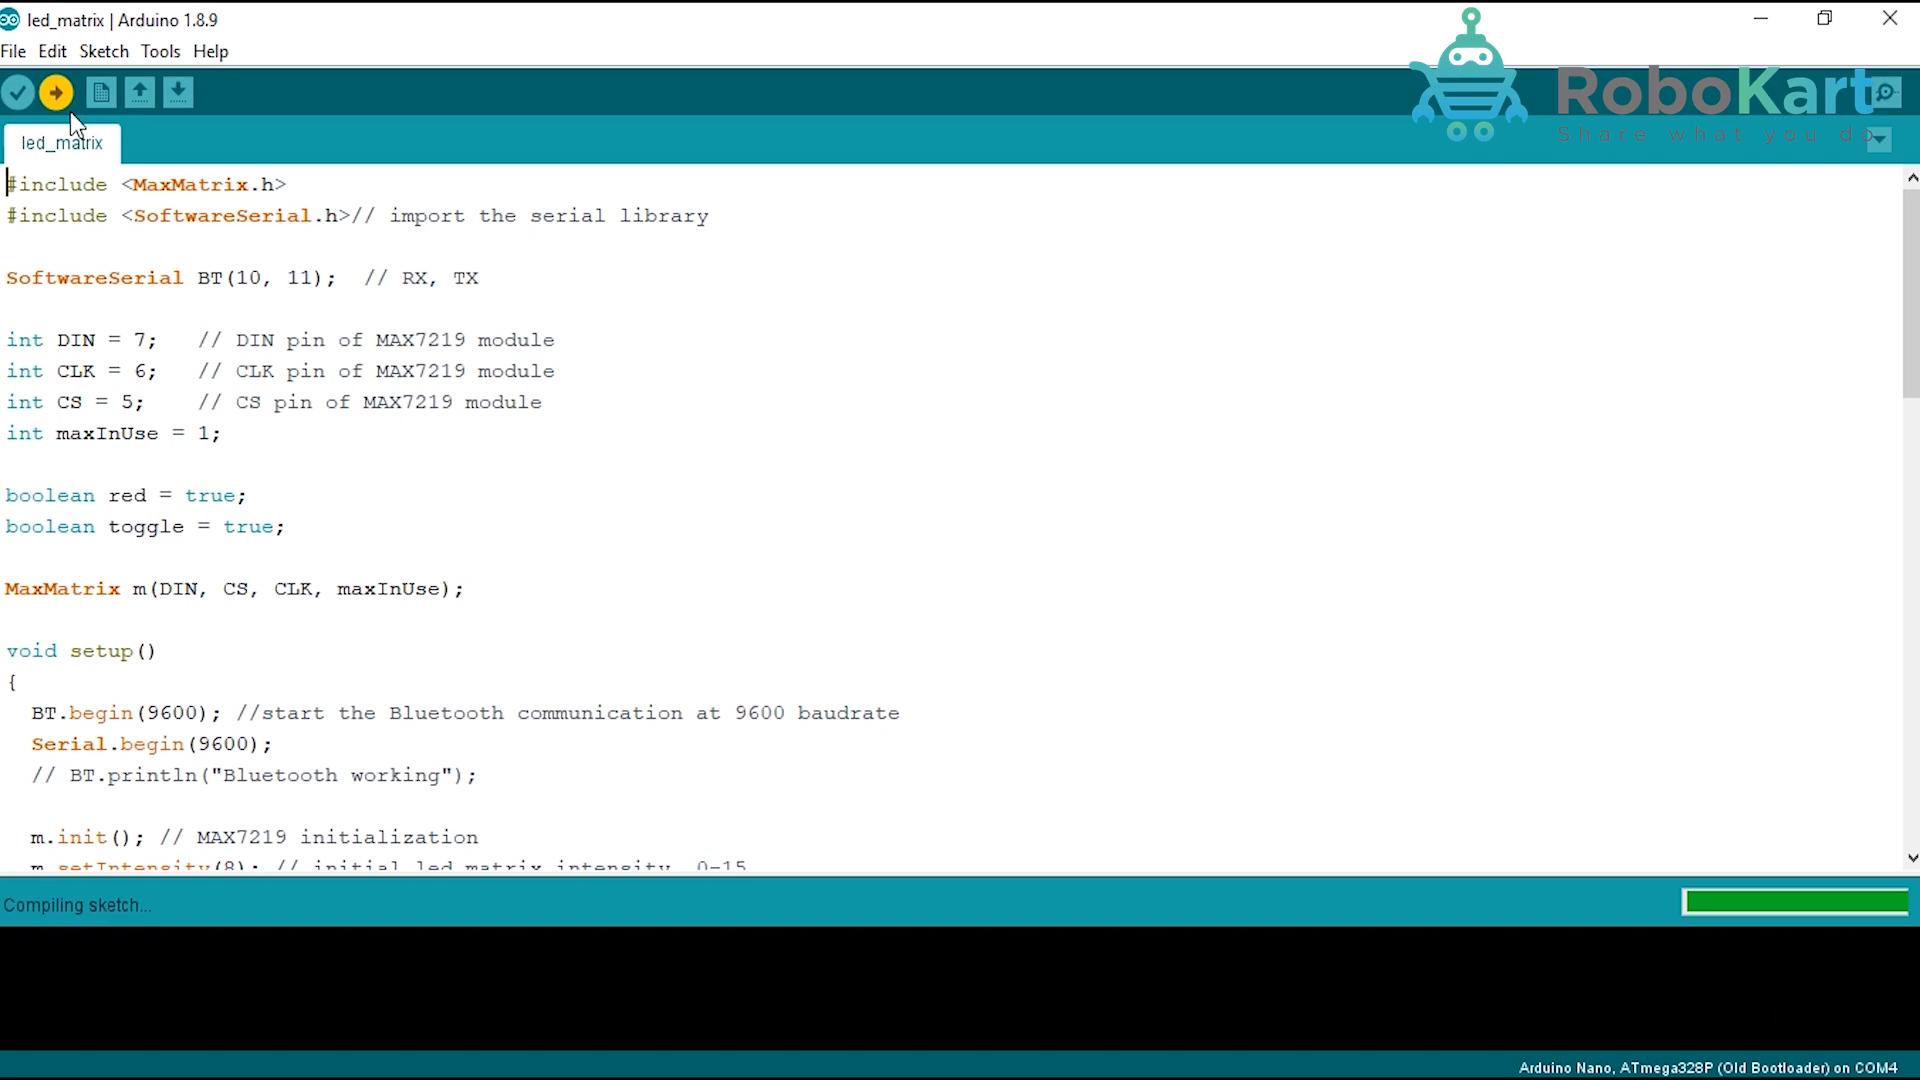 led_matrix | Arduino 1.8.9
File Edit Sketch Tools Help
RoboKart
Share what you do
led_matrix
#include <MaxMatrix.h>
#include <SoftwareSerial.h>// import the serial library
SoftwareSerial BT(10, 11);  // RX, TX
int DIN = 7;   // DIN pin of MAX7219 module
int CLK = 6;   // CLK pin of MAX7219 module
int CS = 5;    // CS pin of MAX7219 module
int maxInUse = 1;
boolean red = true;
boolean toggle = true;
MaxMatrix m(DIN, CS, CLK, maxInUse);
void setup()
{
BT.begin(9600); //start the Bluetooth communication at 9600 baudrate
Serial.begin(9600);
// BT.println("Bluetooth working");
m.init(); // MAX7219 initialization
m.setIntensity(8); // initial led matrix intensity, 0-15
Compiling sketch...
Arduino Nano, ATmega328P (Old Bootloader) on COM4